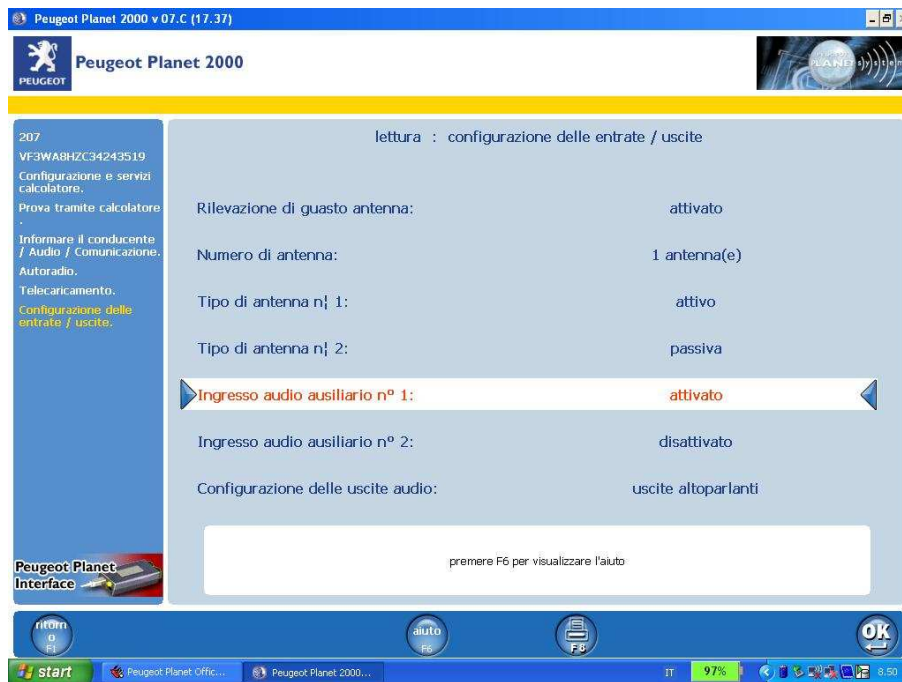 Peugeot Planet 2000 v 07.C (17.37)
PEUGEOT
Peugeot Planet 2000
PLANET system
207
VF3WA8HZC34243519
Configurazione e servizi
calcolatore.
Prova tramite calcolatore
.
Informare il conducente
/ Audio / Comunicazione.
Autoradio.
Telecaricamento.
Configurazione delle
entrate / uscite.
lettura : configurazione delle entrate / uscite
Rilevazione di guasto antenna: attivato
Numero di antenna: 1 antenna(e)
Tipo di antenna n¦ 1: attivo
Tipo di antenna n¦ 2: passiva
Ingresso audio ausiliario nº 1: attivato
Ingresso audio ausiliario nº 2: disattivato
Configurazione delle uscite audio: uscite altoparlanti
premere F6 per visualizzare l'aiuto
Peugeot Planet
Interface
ritorn
o
F1
aiuto
F6
F8
OK
start
Peugeot Planet Offic...
Peugeot Planet 2000...
IT
97%
8.50